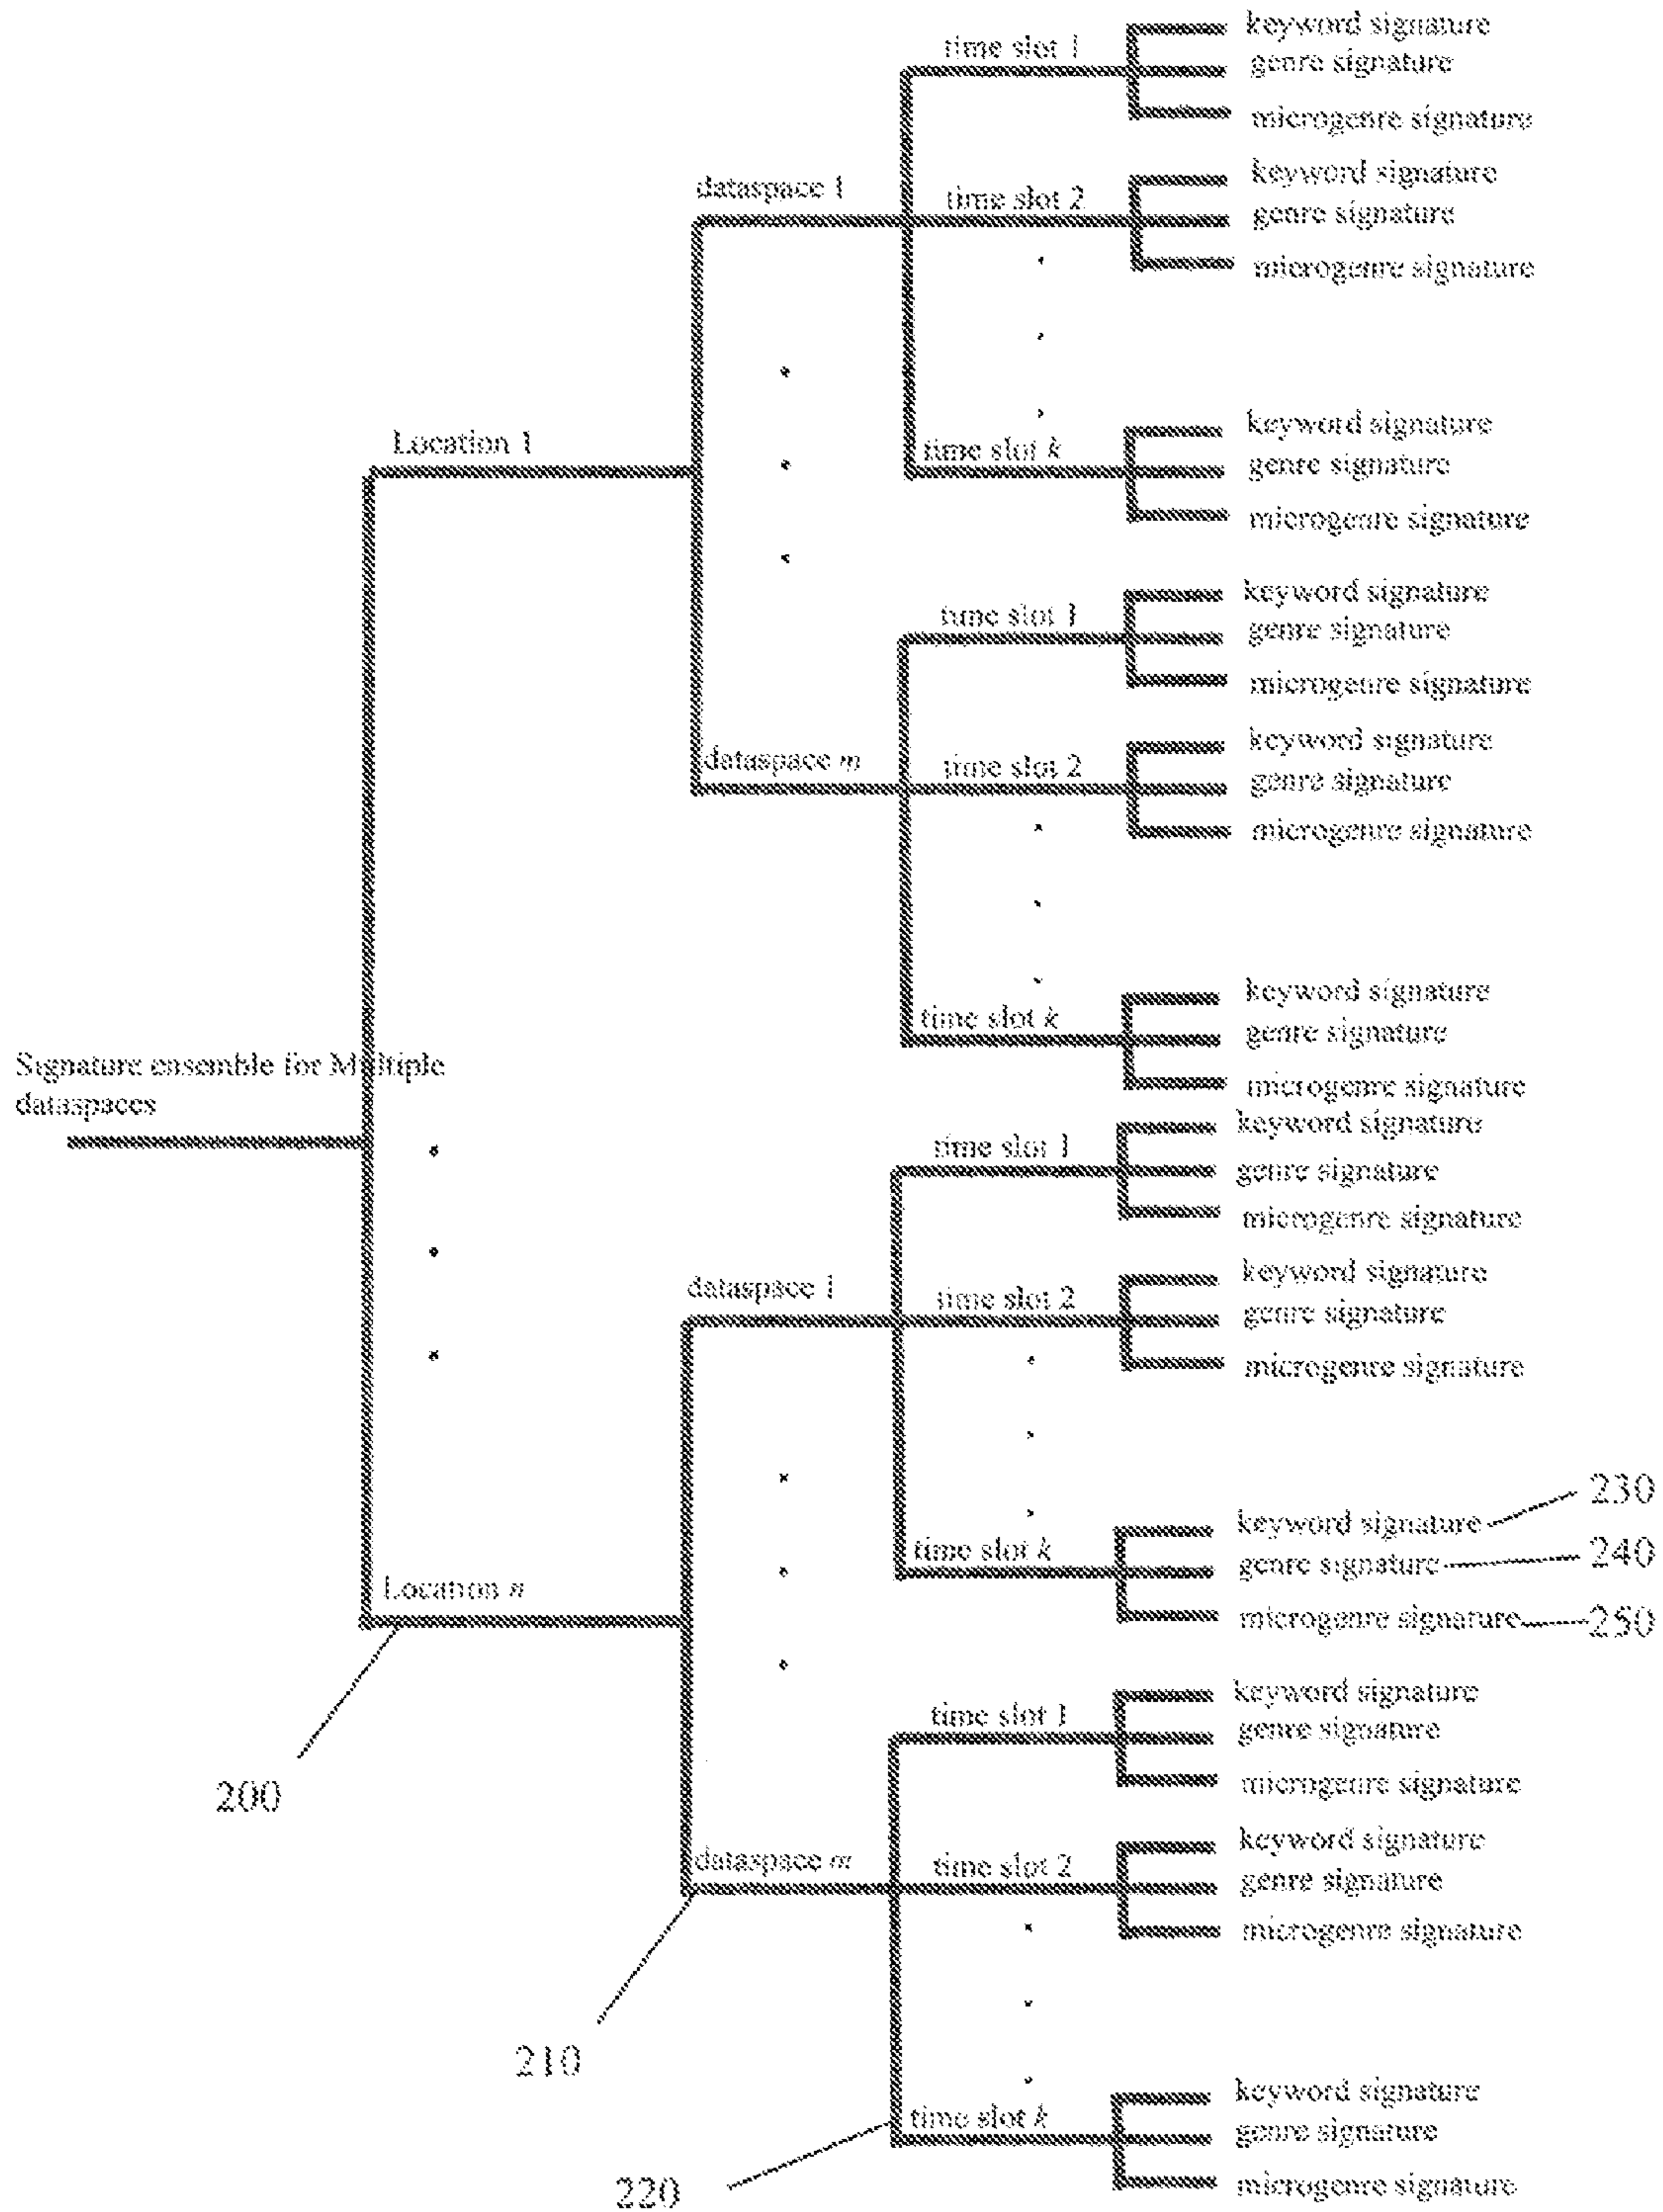 keyword signature
time slot 1
genre signature
microgenre signature
keyword signature
dataspace 1
time slot 2
genre signature
microgenre signature
keyword signature
Location 1
time slot k
genre signature
microgenre signature
keyword signature
time slot 1
genre signature
microgenre signature
keyword signature
dataspace m
time slot 2
genre signature
microgenre signature
keyword signature
time slot k
genre signature
Signature ensemble for Multiple
dataspaces
microgenre signature
keyword signature
time slot 1
genre signature
microgenre signature
keyword signature
dataspace 1
time slot 2
genre signature
microgenre signature
230
keyword signature
time slot k
genre signature
240
Location n
microgenre signature
250
keyword signature
time slot 1
genre signature
microgenre signature
200
keyword signature
dataspace m
time slot 2
genre signature
microgenre signature
210
keyword signature
time slot k
genre signature
microgenre signature
220